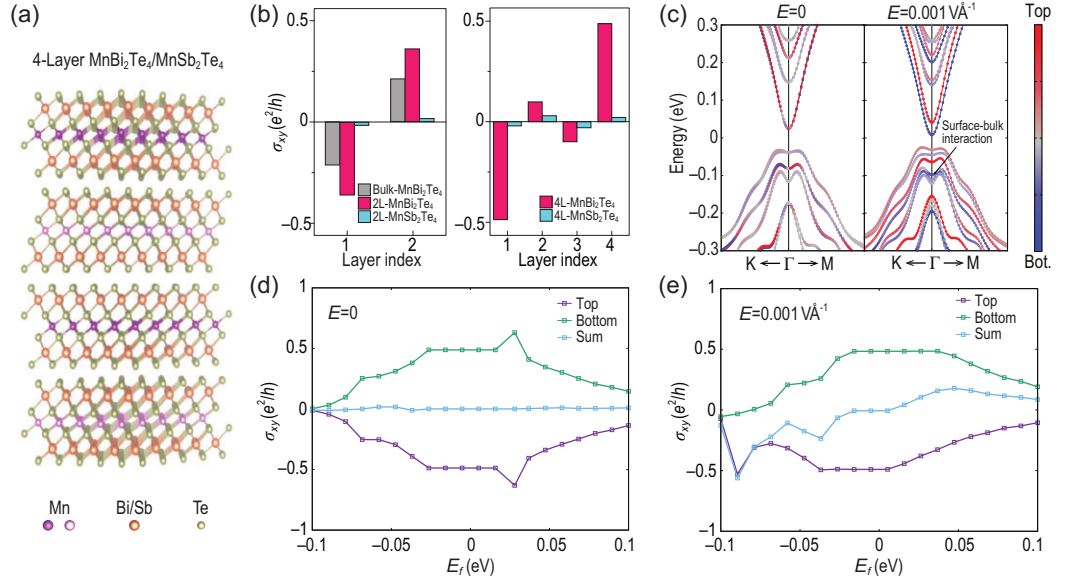 (a)
4-Layer MnBi₂Te₄/MnSb₂Te₄
Mn
Bi/Sb
Te
(b)
σxy(e²/h)
0.5
0
−0.5
Bulk-MnBi₂Te₄
2L-MnBi₂Te₄
2L-MnSb₂Te₄
1
2
Layer index
0.5
0
−0.5
4L-MnBi₂Te₄
4L-MnSb₂Te₄
1
2
3
4
Layer index
(c)
E=0
E=0.001 VÅ⁻¹
Top
Energy (eV)
0.3
0.2
0.1
0
−0.1
−0.2
−0.3
Surface-bulk
interaction
K ← Γ → M
K ← Γ → M
Bot.
(d)
E=0
Top
Bottom
Sum
σxy(e²/h)
1
0.5
0
−0.5
−1
−0.1
−0.05
0
0.05
0.1
Ef (eV)
(e)
E=0.001 VÅ⁻¹
Top
Bottom
Sum
σxy(e²/h)
1
0.5
0
−0.5
−1
−0.1
−0.05
0
0.05
0.1
Ef (eV)